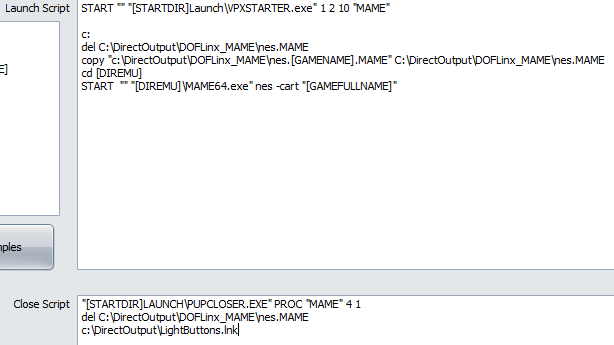 Launch Script
START "" "[STARTDIR]Launch\VPXSTARTER.exe" 1 2 10 "MAME"
c:
del C:\DirectOutput\DOFLinx_MAME\nes.MAME
copy "c:\DirectOutput\DOFLinx_MAME\nes.[GAMENAME].MAME" C:\DirectOutput\DOFLinx_MAME\nes.MAME
E]
cd [DIREMU]
START  "" "[DIREMU]\MAME64.exe" nes -cart "[GAMEFULLNAME]"
nples
Close Script
"[STARTDIR]LAUNCH\PUPCLOSER.EXE" PROC "MAME" 4 1
del C:\DirectOutput\DOFLinx_MAME\nes.MAME
c:\DirectOutput\LightButtons.lnk